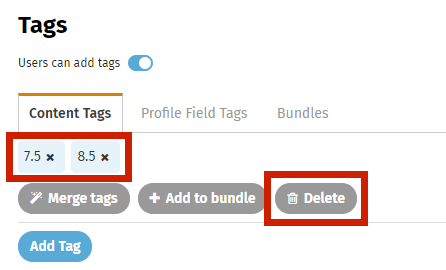 Tags
Users can add tags
Content Tags Profile Field Tags Bundles
7.5 × 8.5 ×
Merge tags + Add to bundle Delete
Add Tag